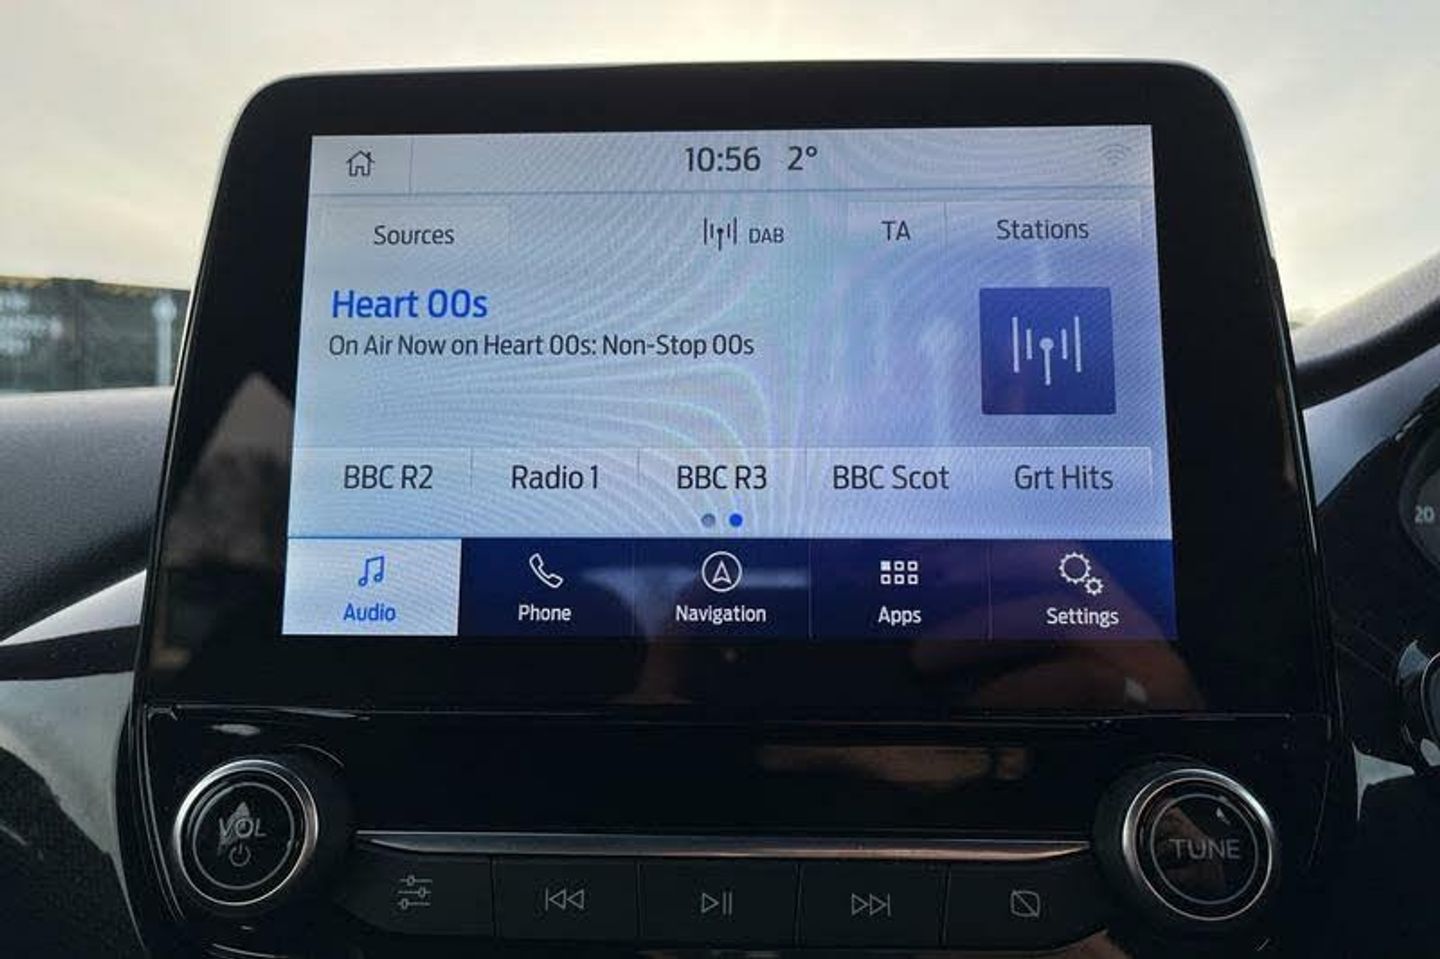 10:56 2°
Sources DAB TA Stations
Heart 00s
On Air Now on Heart 00s: Non-Stop 00s
BBC R2 Radio 1 BBC R3 BBC Scot Grt Hits
Audio Phone Navigation Apps Settings
VOL TUNE
20